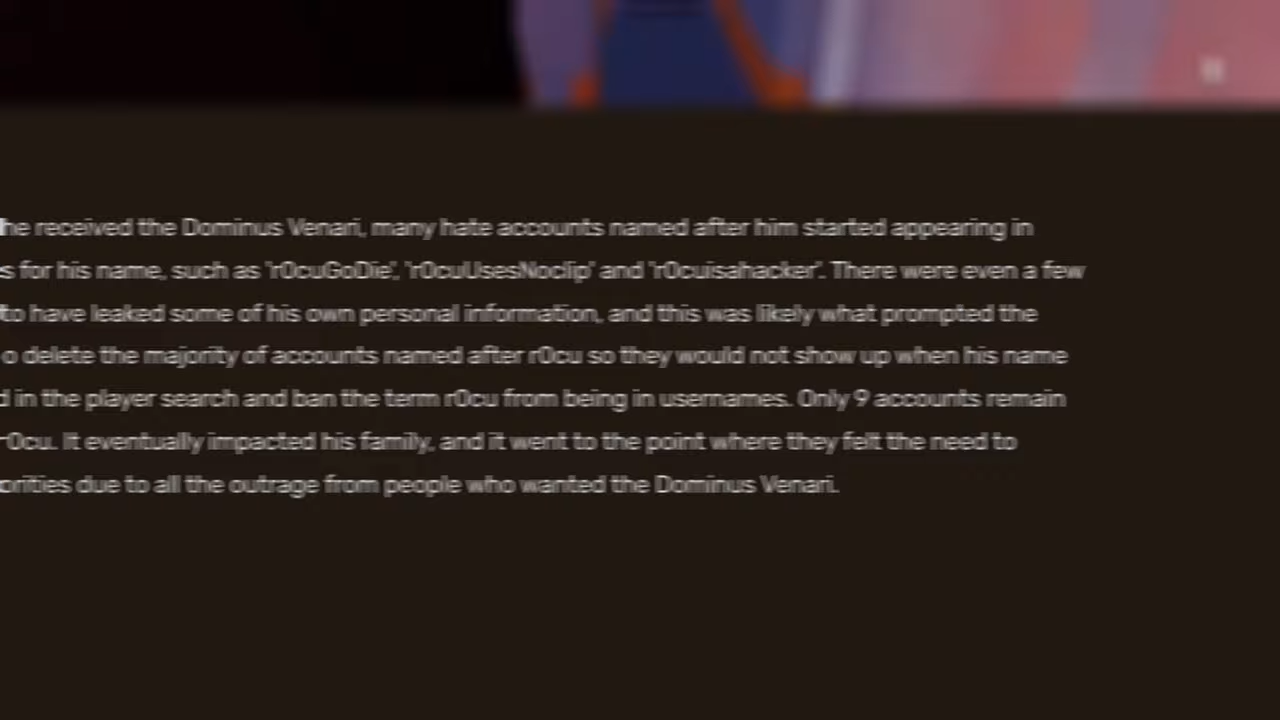 he received the Dominus Venari, many hate accounts named after him started appearing in
s for his name, such as 'r0cuGoDie', 'r0cuUsesNoclip' and 'r0cuisahacker'. There were even a few
to have leaked some of his own personal information, and this was likely what prompted the
o delete the majority of accounts named after r0cu so they would not show up when his name
d in the player search and ban the term r0cu from being in usernames. Only 9 accounts remain
r0cu. It eventually impacted his family, and it went to the point where they felt the need to
orities due to all the outrage from people who wanted the Dominus Venari.